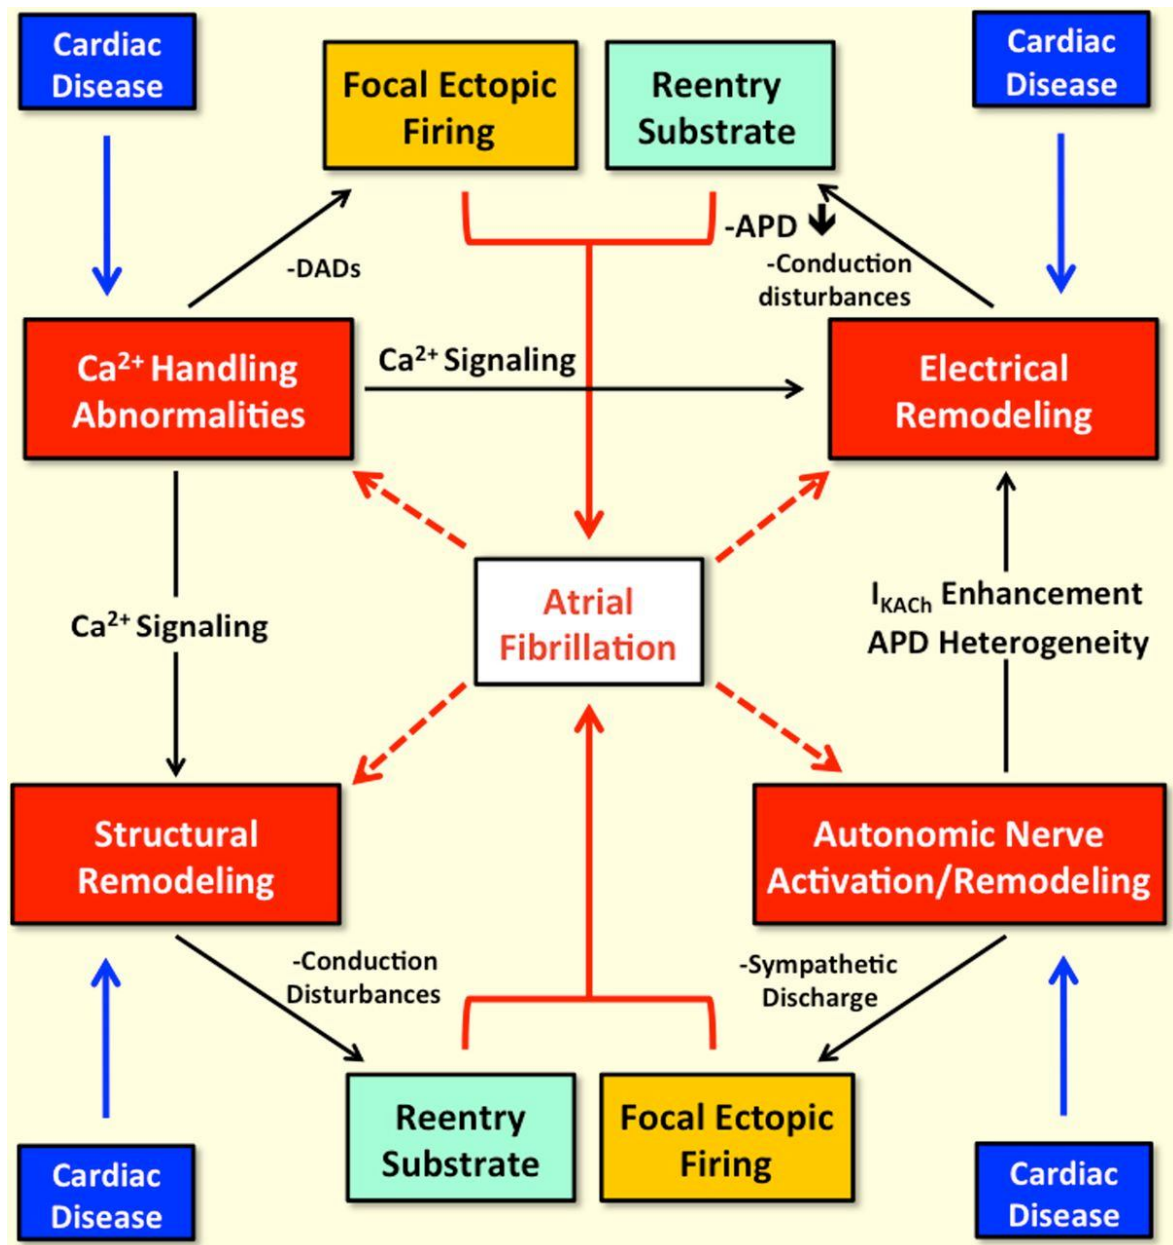 Cardiac
Disease
Focal Ectopic
Firing
Reentry
Substrate
Cardiac
Disease
-APD ↓
-DADs
-Conduction
disturbances
Ca²⁺ Handling
Abnormalities
Ca²⁺ Signaling
Electrical
Remodeling
Atrial
Fibrillation
Ca²⁺ Signaling
I_KACh Enhancement
APD Heterogeneity
Structural
Remodeling
Autonomic Nerve
Activation/Remodeling
-Conduction
Disturbances
-Sympathetic
Discharge
Reentry
Substrate
Focal Ectopic
Firing
Cardiac
Disease
Cardiac
Disease